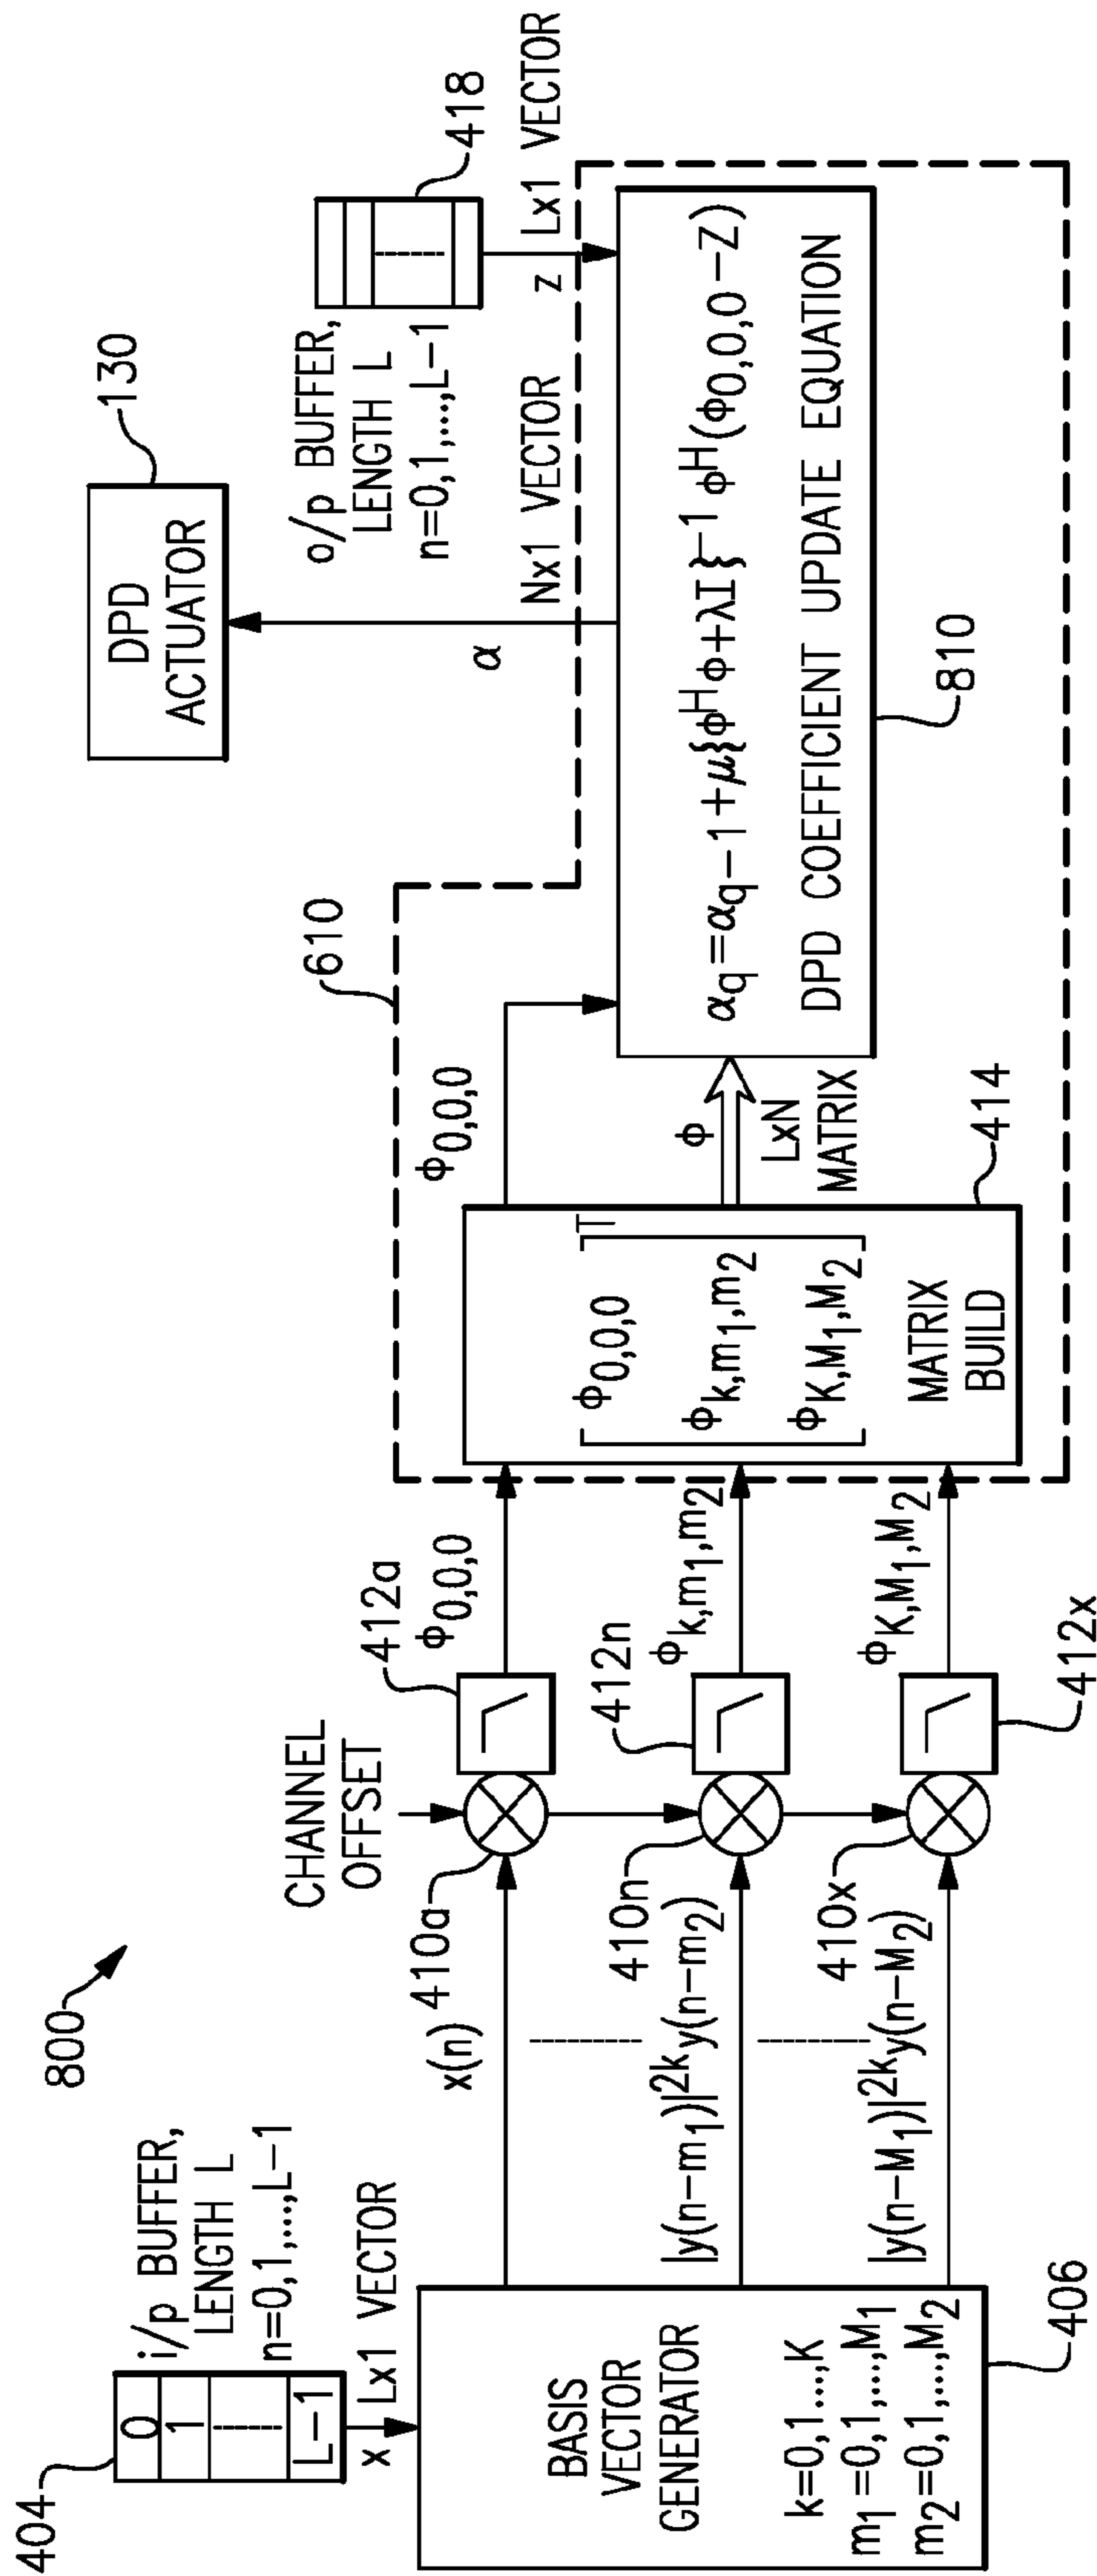 800
404
0
1
L–1
i/p BUFFER,
LENGTH L
n=0,1,...,L–1
x
Lx1 VECTOR
BASIS
VECTOR
GENERATOR
k=0,1...,K
m₁=0,1,...,M₁
m₂=0,1,...,M₂
406
x(n)
|y(n–m₁)|²ᵏy(n–m₂)
|y(n–M₁)|²ᵏy(n–M₂)
CHANNEL
OFFSET
410a
410n
410x
412a
412n
412x
ϕ0,0,0
ϕk,m₁,m₂
ϕK,M₁,M₂
610
[ϕ0,0,0
ϕk,m₁,m₂
ϕK,M₁,M₂]ᵀ
MATRIX
BUILD
414
ϕ0,0,0
ϕ
LxN
MATRIX
αq=αq–1+μ{ϕᴴϕ+λI}⁻¹ ϕᴴ(ϕ0,0,0–Z)
DPD COEFFICIENT UPDATE EQUATION
810
α
Nx1 VECTOR
DPD
ACTUATOR
130
o/p BUFFER,
LENGTH L
n=0,1,...,L–1
418
z
Lx1 VECTOR